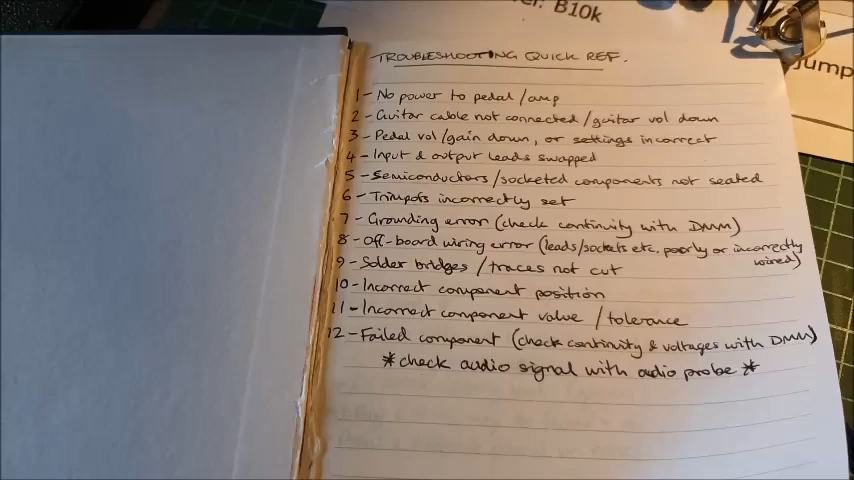 er: B10k
jump
TROUBLESHOOTING QUICK REF.
1 - No power to pedal/amp
2 - Guitar cable not connected/guitar vol down
3 - Pedal vol/gain down, or settings incorrect
4 - Input & output leads swapped
5 - Semiconductors/socketed components not seated
6 - Trimpots incorrectly set
7 - Grounding error (check continuity with DMM)
8 - Off-board wiring error (leads/sockets etc. poorly or incorrectly
wired)
9 - Solder bridges/traces not cut
10 - Incorrect component position
11 - Incorrect component value/tolerance
12 - Failed component (check continuity & voltages with DMM)
*check audio signal with audio probe*